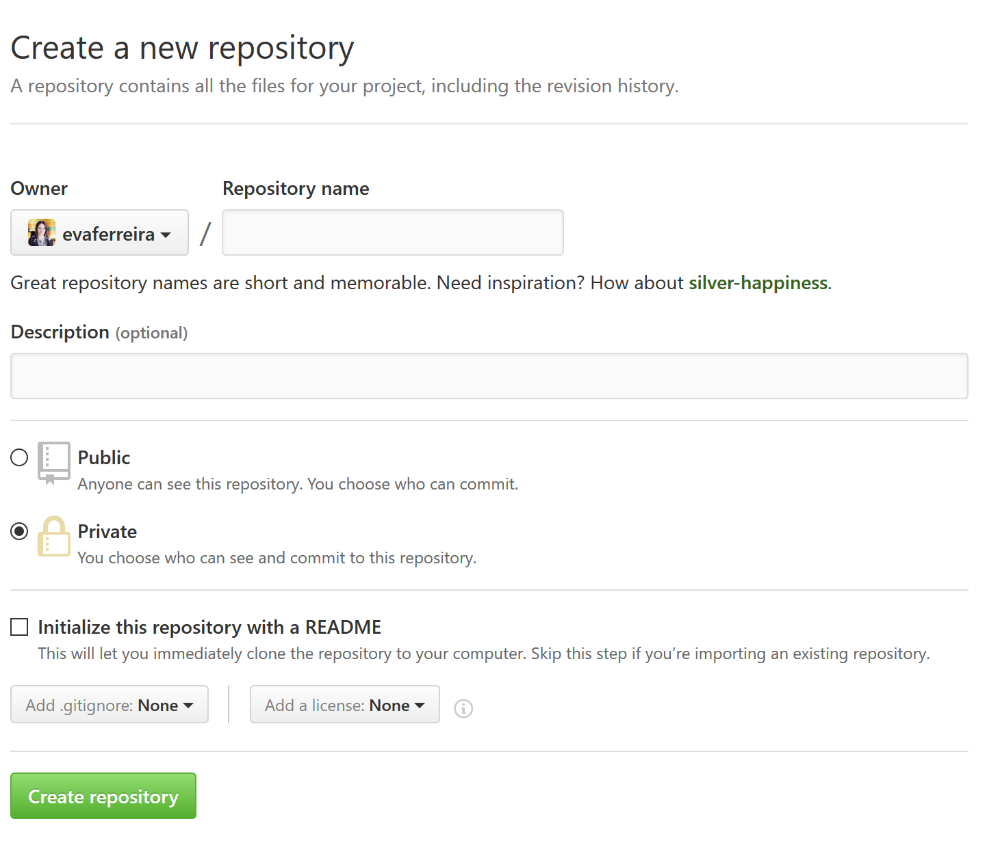 Create a new repository
A repository contains all the files for your project, including the revision history.
Owner
Repository name
evaferreira
/
Great repository names are short and memorable. Need inspiration? How about silver-happiness.
Description (optional)
Public
Anyone can see this repository. You choose who can commit.
Private
You choose who can see and commit to this repository.
Initialize this repository with a README
This will let you immediately clone the repository to your computer. Skip this step if you’re importing an existing repository.
Add .gitignore: None
Add a license: None
Create repository